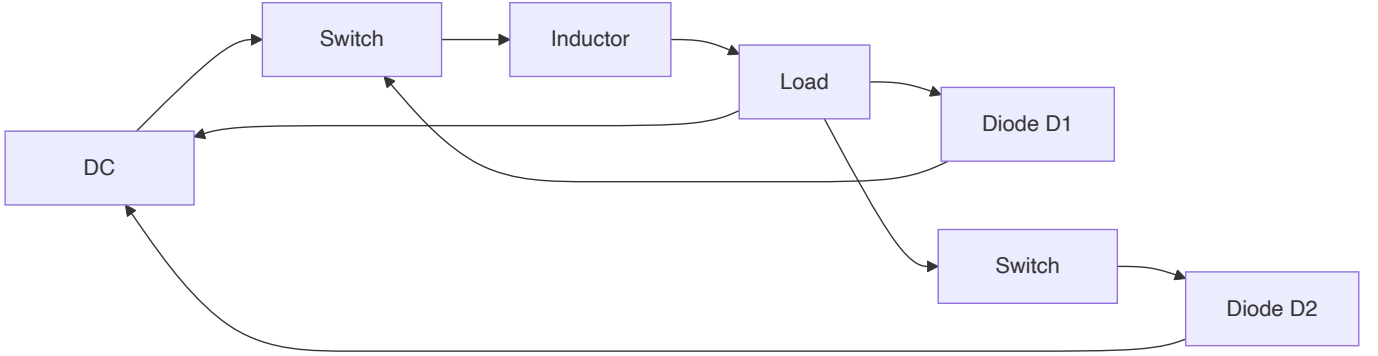 Switch
Inductor
Load
Diode D1
DC
Switch
Diode D2